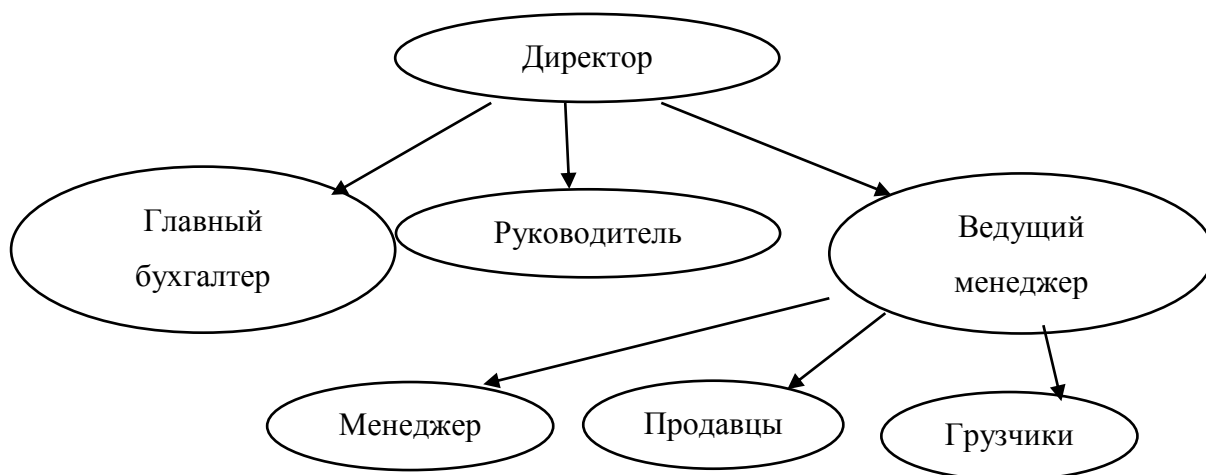 Директор
Главный
бухгалтер
Руководитель
Ведущий
менеджер
Менеджер
Продавцы
Грузчики